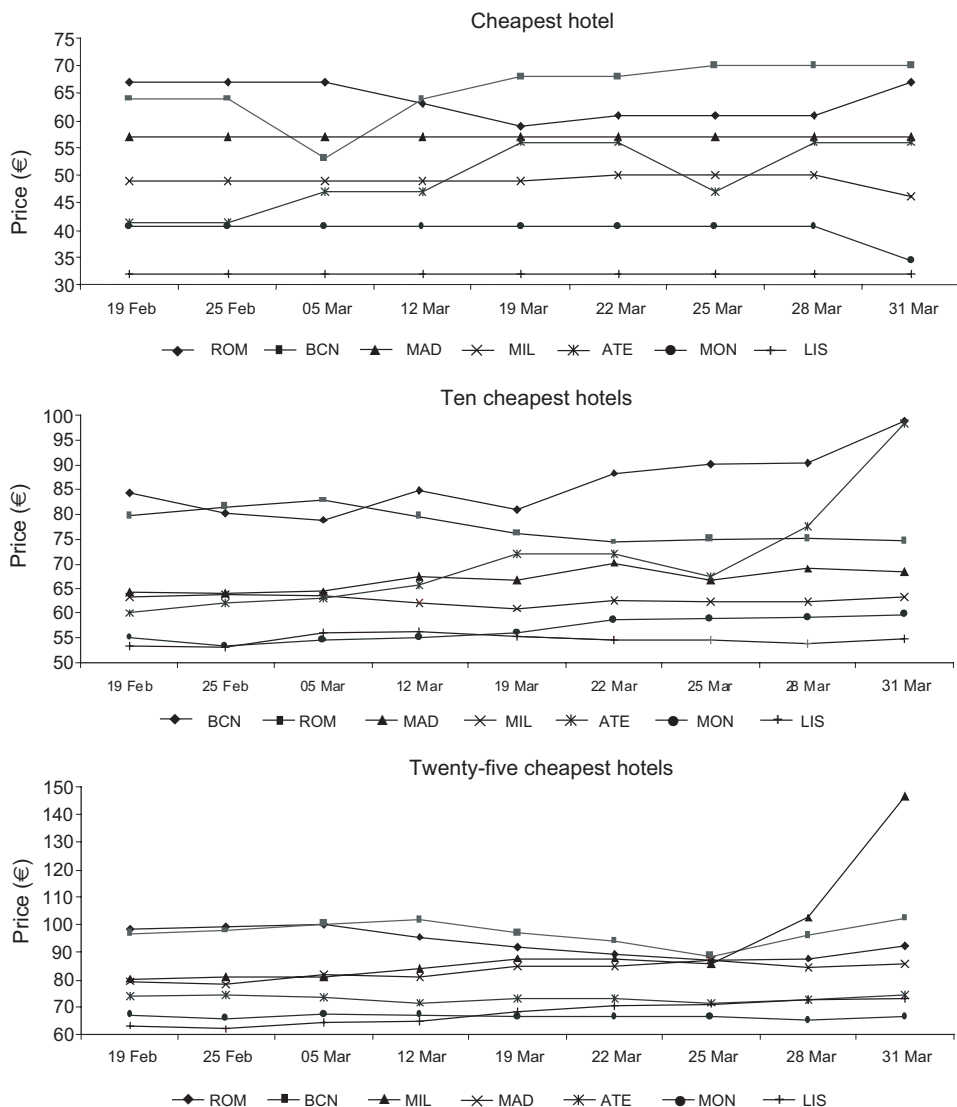 Cheapest hotel
Price (€)
75
70
65
60
55
50
45
40
35
30
19 Feb 25 Feb 05 Mar 12 Mar 19 Mar 22 Mar 25 Mar 28 Mar 31 Mar
ROM BCN MAD MIL ATE MON LIS
Ten cheapest hotels
Price (€)
100
95
90
85
80
75
70
65
60
55
50
19 Feb 25 Feb 05 Mar 12 Mar 19 Mar 22 Mar 25 Mar 28 Mar 31 Mar
BCN ROM MAD MIL ATE MON LIS
Twenty-five cheapest hotels
Price (€)
150
140
130
120
110
100
90
80
70
60
19 Feb 25 Feb 05 Mar 12 Mar 19 Mar 22 Mar 25 Mar 28 Mar 31 Mar
ROM BCN MIL MAD ATE MON LIS